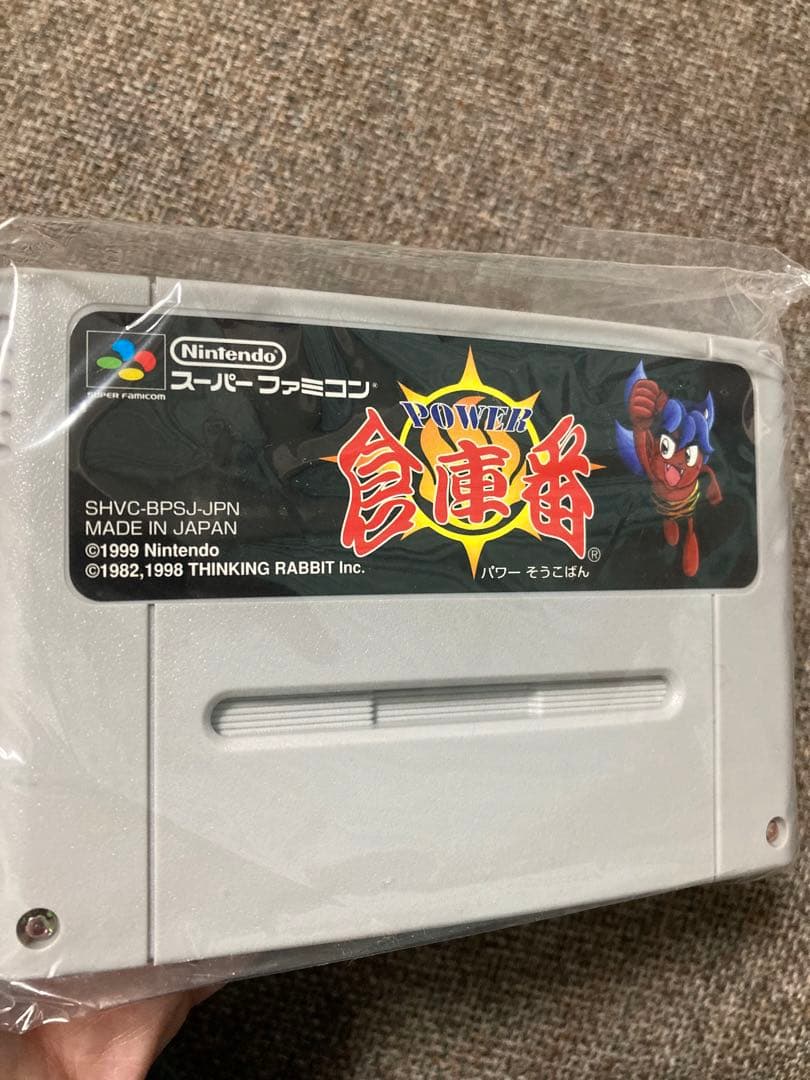 Nintendo
スーパーファミコン®
SUPER FAMICOM
POWER
倉庫番®
パワー そうこばん
SHVC-BPSJ-JPN
MADE IN JAPAN
©1999 Nintendo
©1982,1998 THINKING RABBIT Inc.